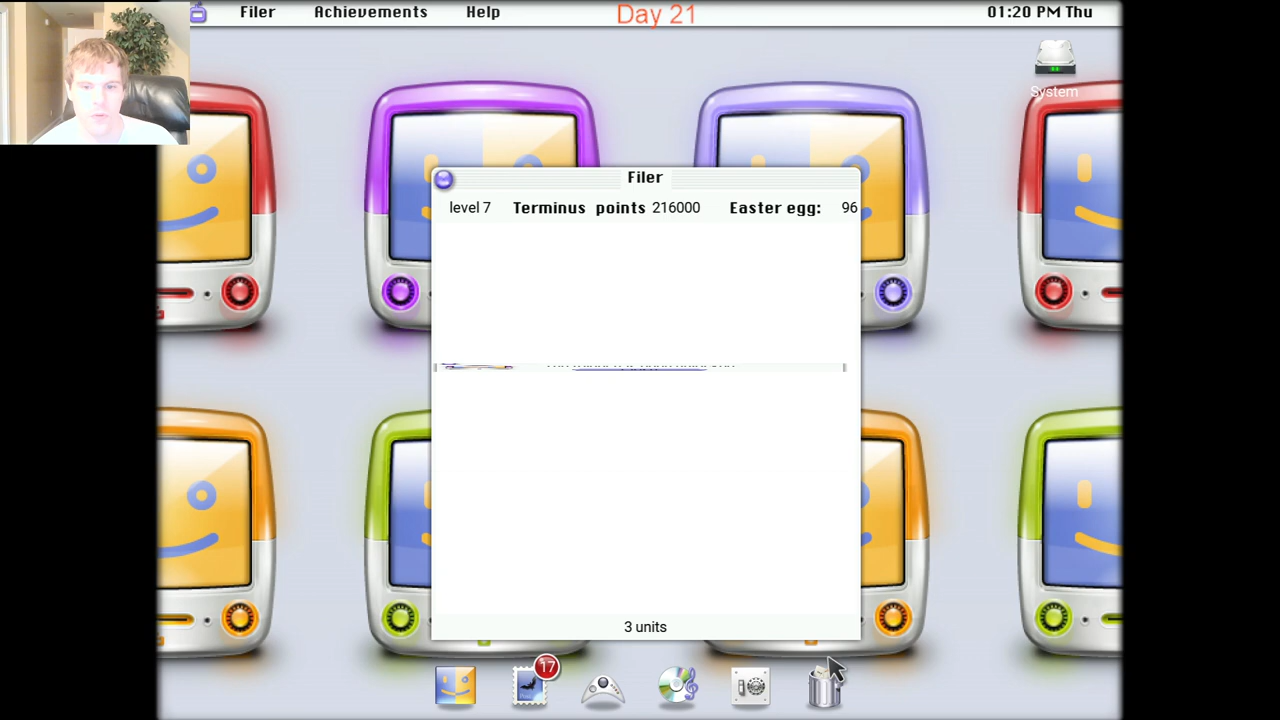 Filer Achievements Help Day 21 01:20 PM Thu
System
Filer
level 7 Terminus points 216000 Easter egg: 96
3 units
17